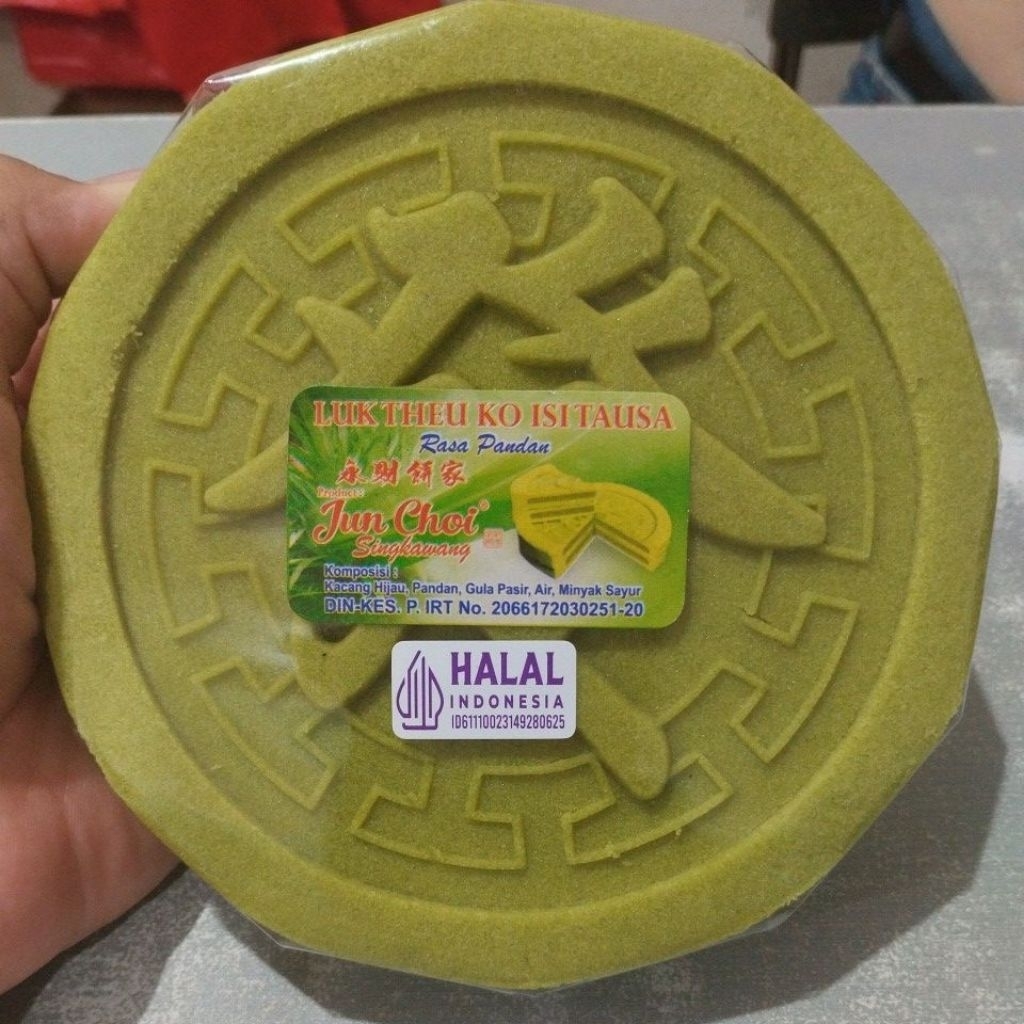 LUK THEU KO ISI TAUSA
Rasa Pandan
永財餅家
Product :
Jun Choi®
Singkawang
Komposisi :
Kacang Hijau, Pandan, Gula Pasir, Air, Minyak Sayur
DIN-KES. P. IRT No. 2066172030251-20
HALAL
INDONESIA
ID61110023149280625